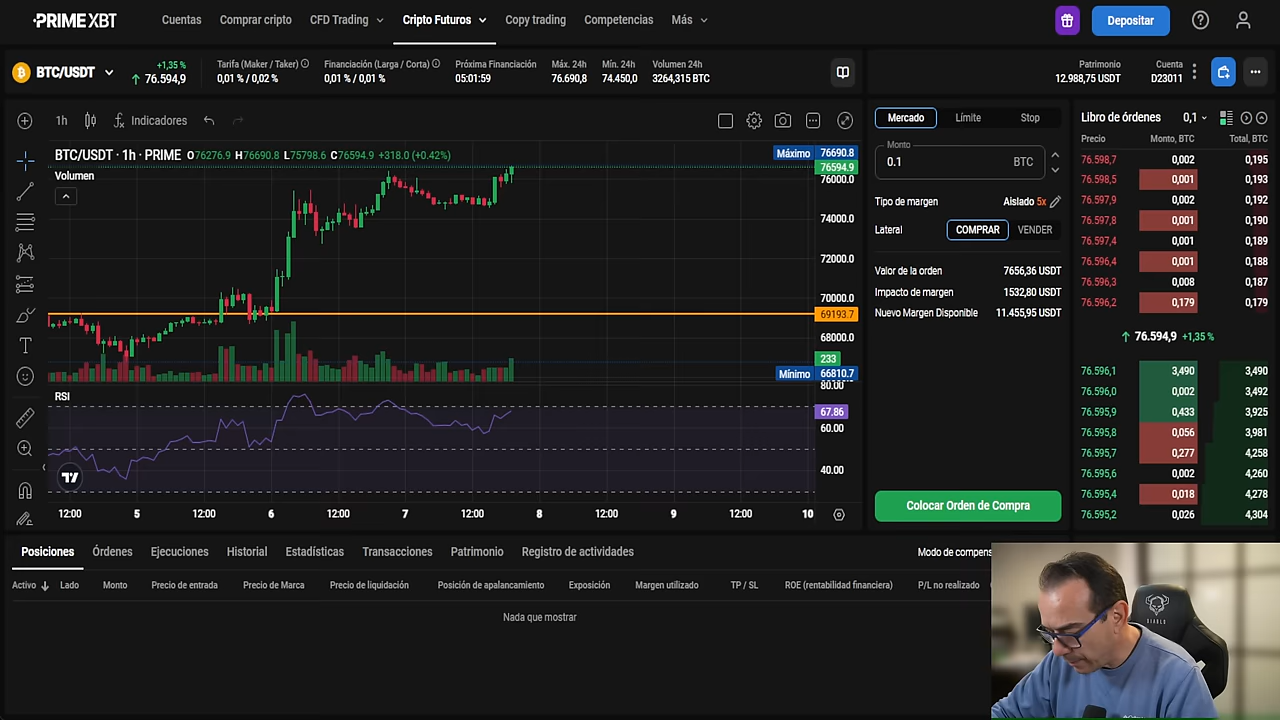 PRIME XBT
Cuentas Comprar cripto CFD Trading Cripto Futuros Copy trading Competencias Más Depositar
BTC/USDT +1,35 % 76.594,9
Tarifa (Maker / Taker) 0,01 % / 0,02 %
Financiación (Larga / Corta) 0,01 % / 0,01 %
Próxima Financiación 05:01:59
Máx. 24h 76.690,8
Mín. 24h 74.450,0
Volumen 24h 3264,315 BTC
Patrimonio 12.988,75 USDT
Cuenta D23011
1h Indicadores
BTC/USDT · 1h · PRIME O76276.9 H76690.8 L75798.6 C76594.9 +318.0 (+0.42%)
Volumen
Máximo 76690.8
76594.9
76000.0
74000.0
72000.0
70000.0
69193.7
68000.0
233
Mínimo 66810.7
80.00
RSI
67.86
60.00
40.00
12:00 5 12:00 6 12:00 7 12:00 8 12:00 9 12:00 10
Mercado Límite Stop
Monto
0.1 BTC
Tipo de margen Aislado 5x
Lateral COMPRAR VENDER
Valor de la orden 7656,36 USDT
Impacto de margen 1532,80 USDT
Nuevo Margen Disponible 11.455,95 USDT
Colocar Orden de Compra
Libro de órdenes 0,1
Precio Monto, BTC Total, BTC
76.598,7 0,002 0,195
76.598,5 0,001 0,193
76.597,9 0,002 0,192
76.597,8 0,001 0,190
76.597,4 0,001 0,189
76.596,4 0,001 0,188
76.596,3 0,008 0,187
76.596,2 0,179 0,179
76.594,9 +1,35 %
76.596,1 3,490 3,490
76.596,0 0,002 3,492
76.595,9 0,433 3,925
76.595,8 0,056 3,981
76.595,7 0,277 4,258
76.595,6 0,002 4,260
76.595,4 0,018 4,278
76.595,2 0,026 4,304
Posiciones Órdenes Ejecuciones Historial Estadísticas Transacciones Patrimonio Registro de actividades Modo de compens
Activo Lado Monto Precio de entrada Precio de Marca Precio de liquidación Posición de apalancamiento Exposición Margen utilizado TP / SL ROE (rentabilidad financiera) P/L no realizado
Nada que mostrar
DIABLO